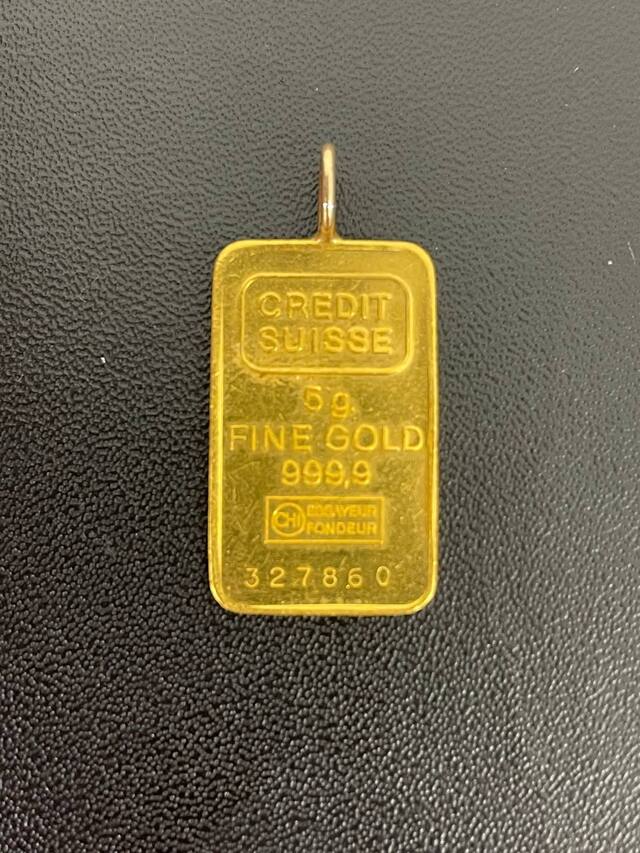 CREDIT
SUISSE
5g.
FINE GOLD
999,9
CHI ESSAYEUR
FONDEUR
327860